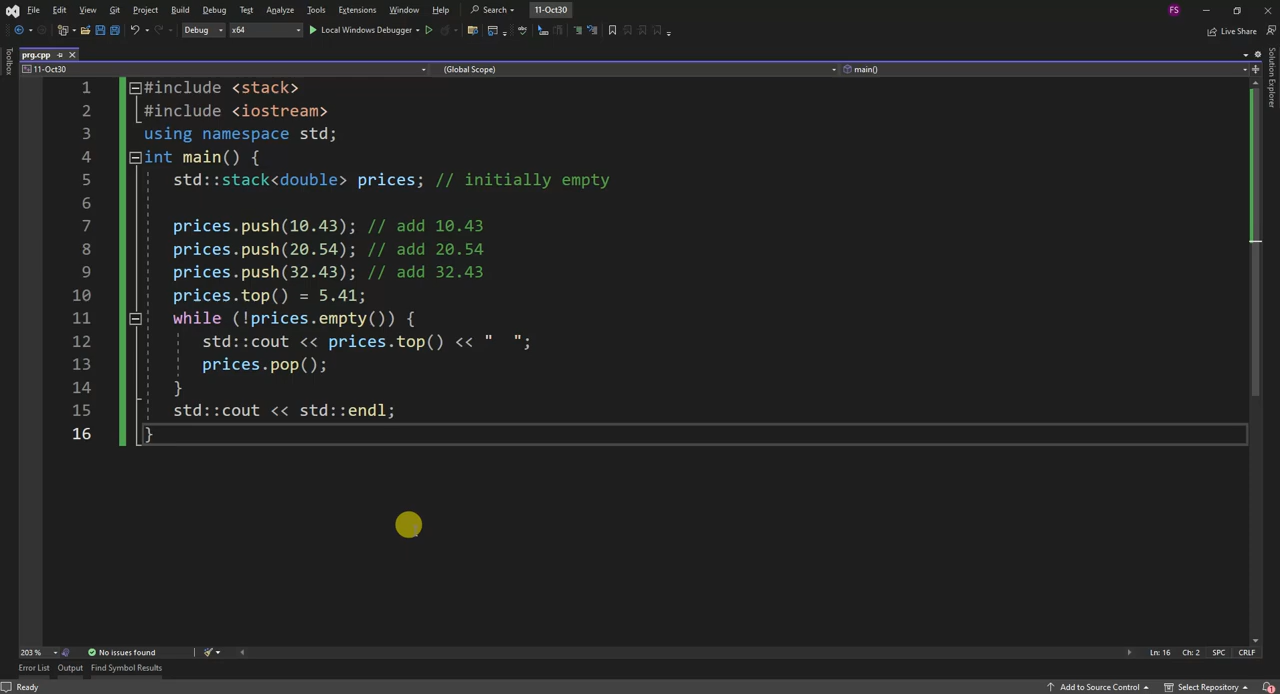 File Edit View Git Project Build Debug Test Analyze Tools Extensions Window Help Search 11-Oct30 FS
Debug x64 Local Windows Debugger Live Share
prg.cpp
11-Oct30 (Global Scope) main()
Toolbox
Solution Explorer
1 #include <stack>
2 #include <iostream>
3 using namespace std;
4 int main() {
5 std::stack<double> prices; // initially empty
6
7 prices.push(10.43); // add 10.43
8 prices.push(20.54); // add 20.54
9 prices.push(32.43); // add 32.43
10 prices.top() = 5.41;
11 while (!prices.empty()) {
12 std::cout << prices.top() << "  ";
13 prices.pop();
14 }
15 std::cout << std::endl;
16 }
203 % No issues found Ln: 16 Ch: 2 SPC CRLF
Error List Output Find Symbol Results
Ready Add to Source Control Select Repository